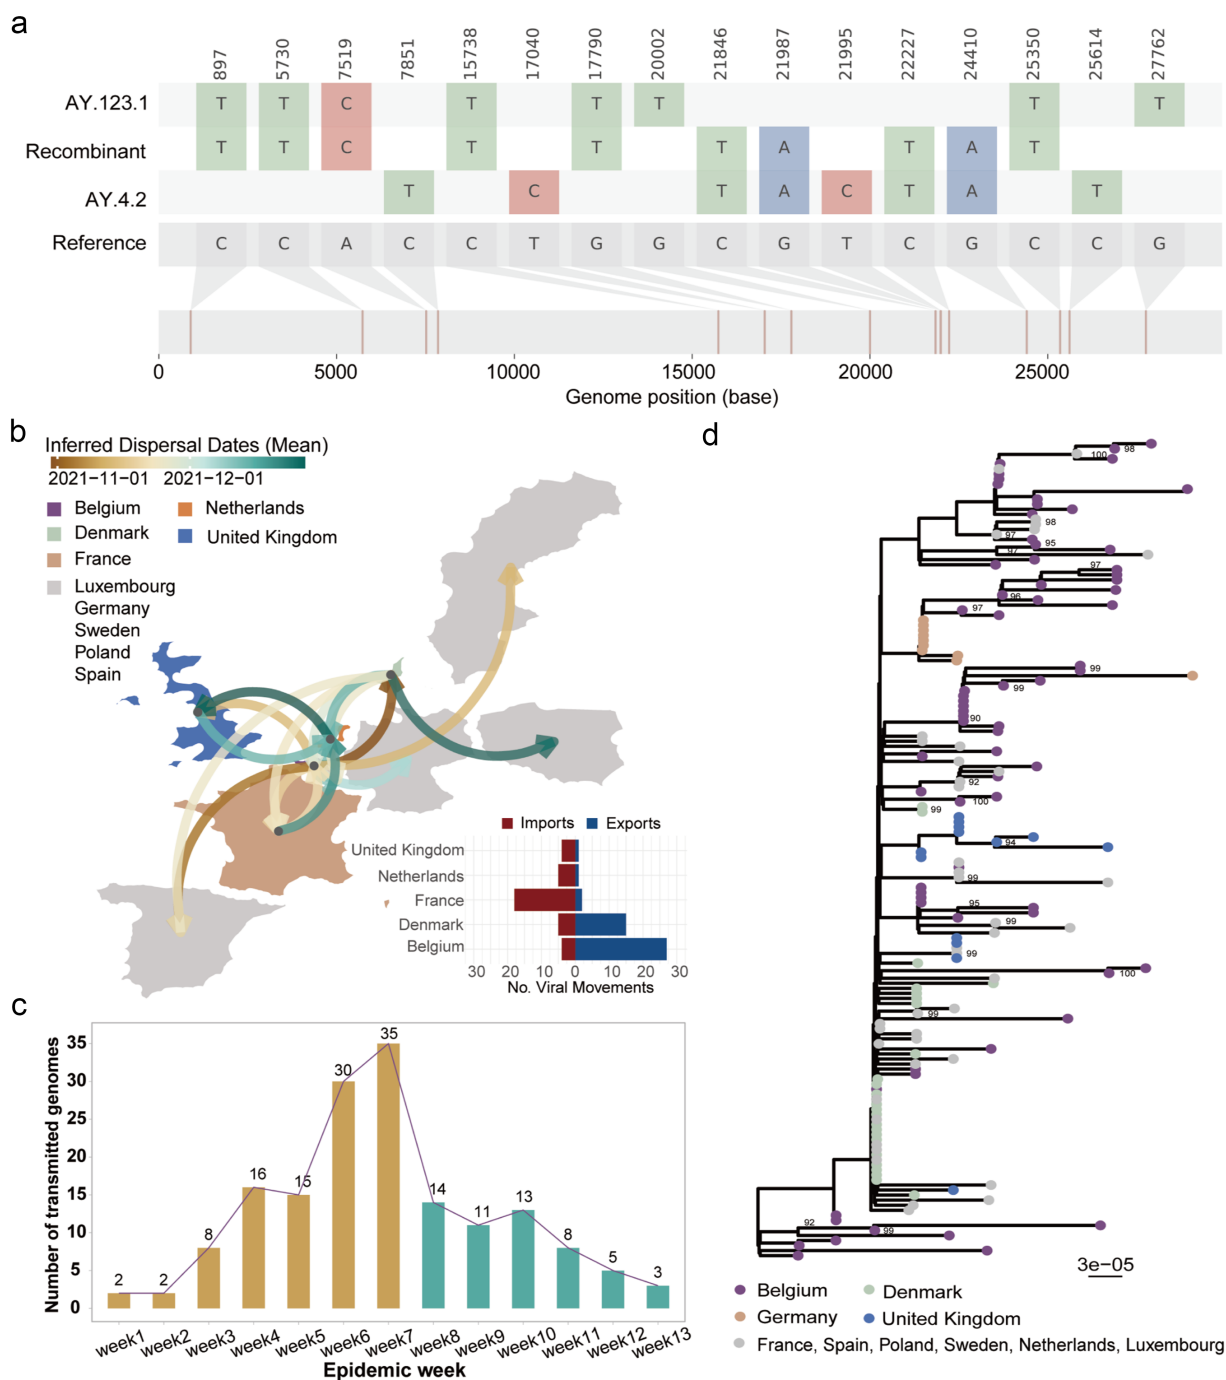 a
897 5730 7519 7851 15738 17040 17790 20002 21846 21987 21995 22227 24410 25350 25614 27762
AY.123.1 T T C T T T T T
Recombinant T T C T T T A T A T
AY.4.2 T C T A C T A T
Reference C C A C C T G G C G T C G C C G
0 5000 10000 15000 20000 25000
Genome position (base)
b
Inferred Dispersal Dates (Mean)
2021−11−01 2021−12−01
Belgium Netherlands
Denmark United Kingdom
France
Luxembourg
Germany
Sweden
Poland
Spain
Imports Exports
United Kingdom
Netherlands
France
Denmark
Belgium
30 20 10 0 10 20 30
No. Viral Movements
c
Number of transmitted genomes
35
30
25
20
15
10
5
0
2 2 8 16 15 30 35 14 11 13 8 5 3
week1 week2 week3 week4 week5 week6 week7 week8 week9 week10 week11 week12 week13
Epidemic week
d
98
100
98
97
95
97
97
96
97
99
99
90
92
100
99
94
99
95
99
99
100
99
92
99
3e−05
Belgium Denmark
Germany United Kingdom
France, Spain, Poland, Sweden, Netherlands, Luxembourg